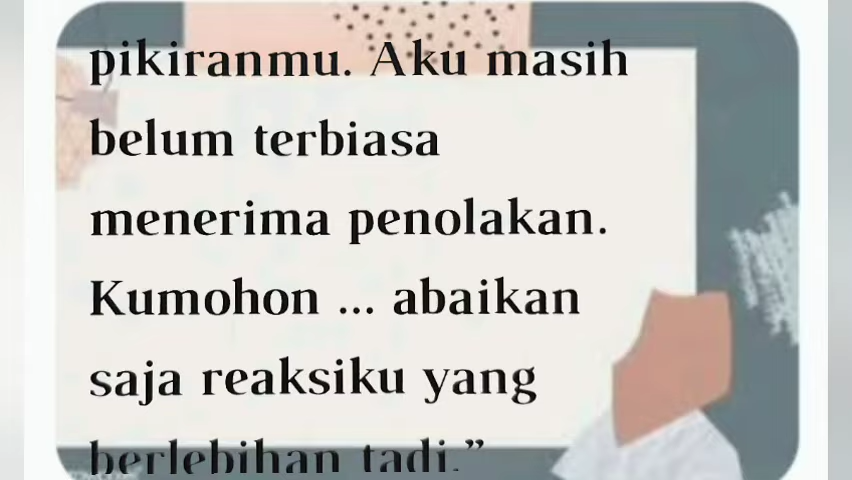 pikiranmu. Aku masih
belum terbiasa
menerima penolakan.
Kumohon ... abaikan
saja reaksiku yang
berlebihan tadi.”